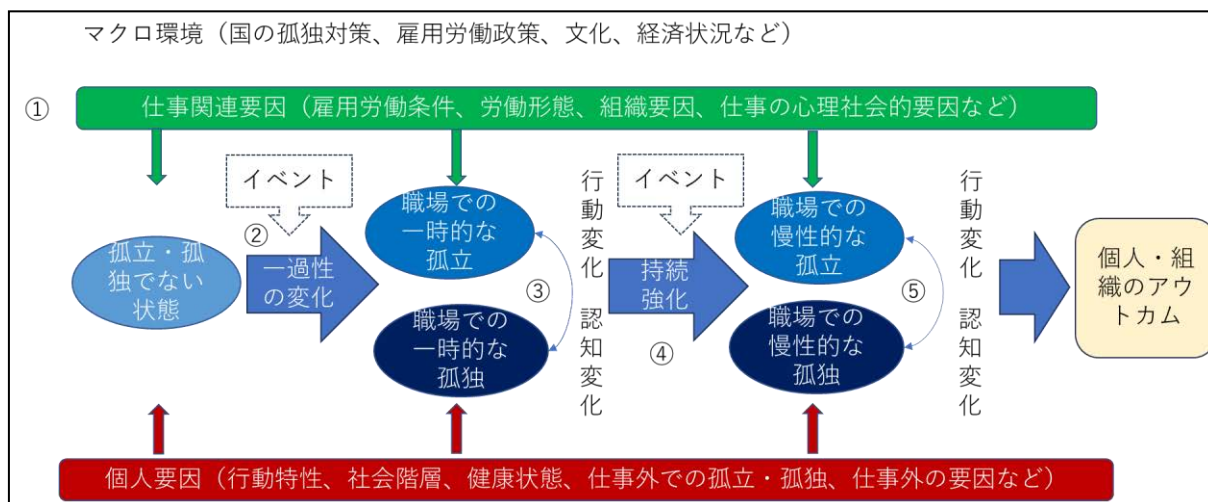 マクロ環境（国の孤独対策、雇用労働政策、文化、経済状況など）
①
仕事関連要因（雇用労働条件、労働形態、組織要因、仕事の心理社会的要因など）
イベント
イベント
孤立・孤
独でない
状態
②
一過性
の変化
職場での
一時的な
孤立
③
職場での
一時的な
孤独
行動変化 認知変化
持続
強化
④
職場での
慢性的な
孤立
⑤
職場での
慢性的な
孤独
行動変化 認知変化
個人・組
織のアウ
トカム
個人要因（行動特性、社会階層、健康状態、仕事外での孤立・孤独、仕事外の要因など）